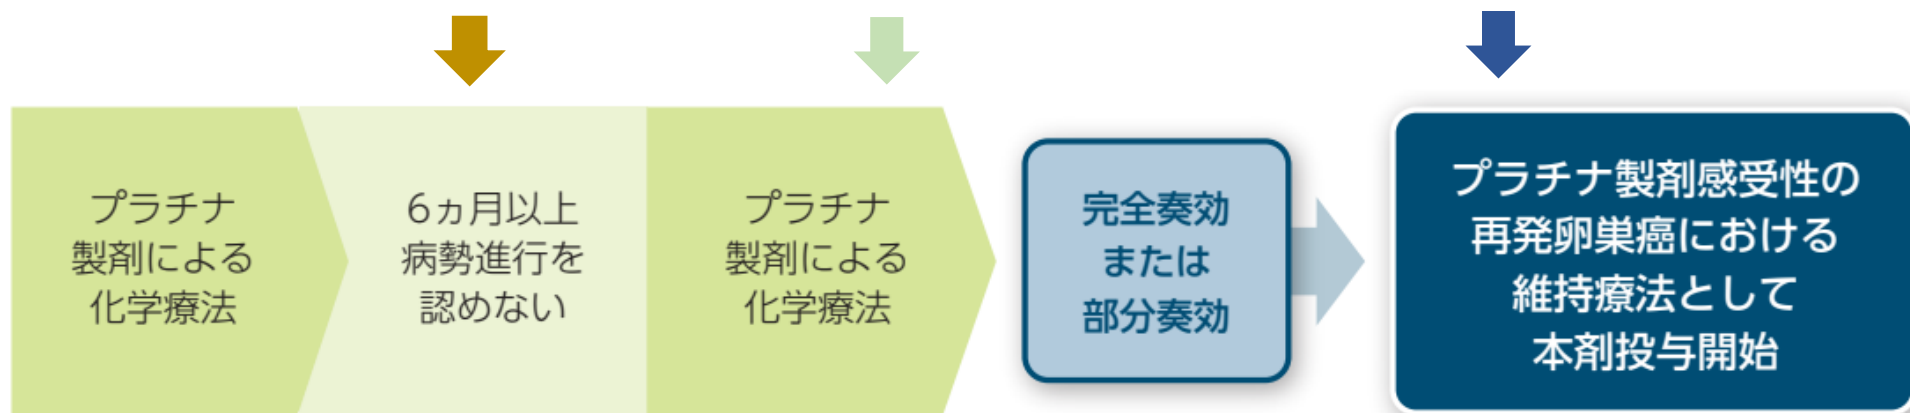 プラチナ
製剤による
化学療法
6ヵ月以上
病勢進行を
認めない
プラチナ
製剤による
化学療法
完全奏効
または
部分奏効
プラチナ製剤感受性の
再発卵巣癌における
維持療法として
本剤投与開始